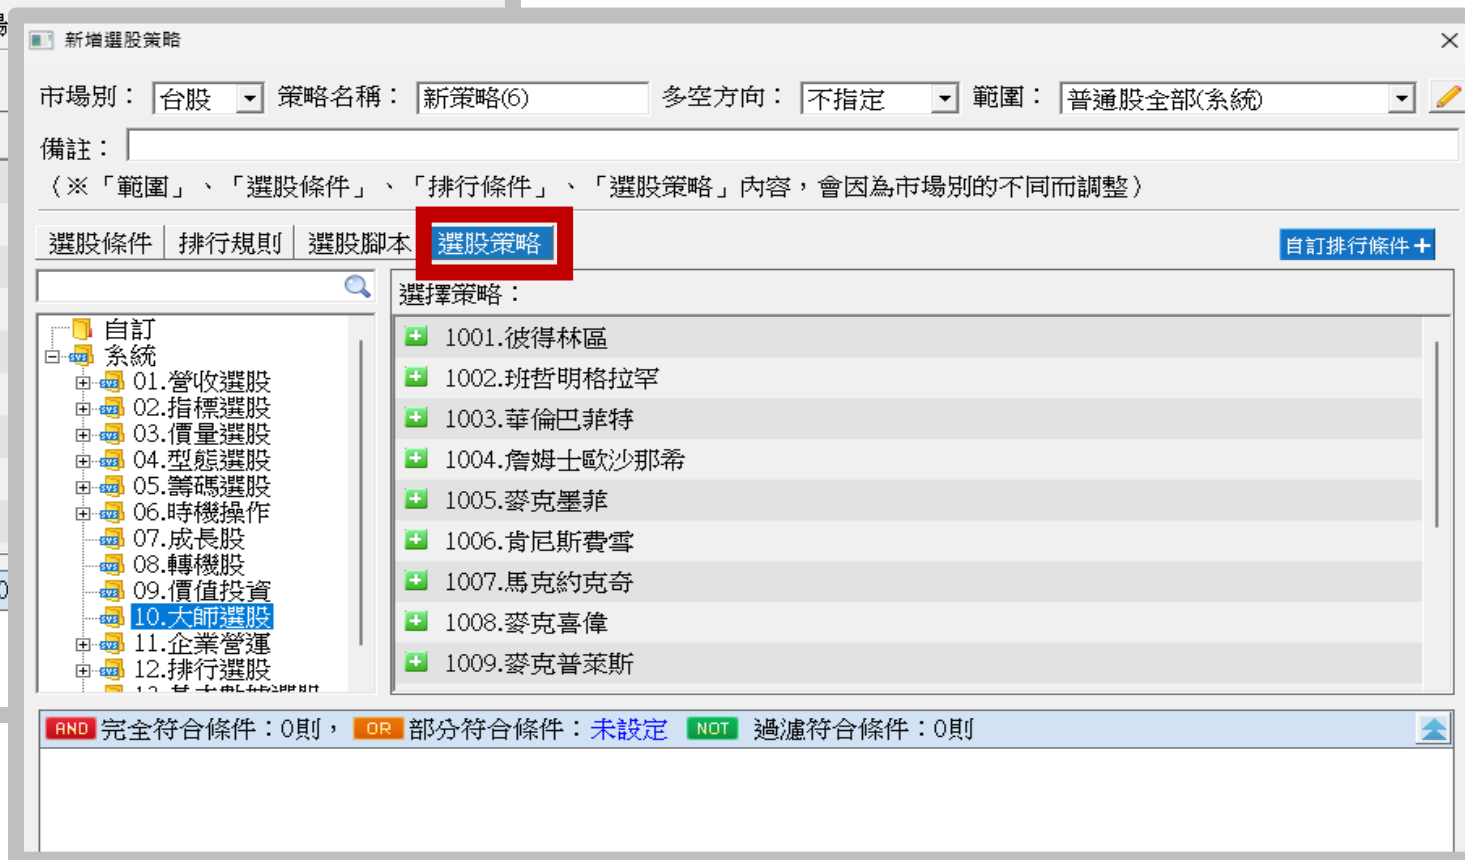 新增選股策略
市場別： 台股 策略名稱： 新策略(6) 多空方向： 不指定 範圍： 普通股全部(系統)
備註：
（※「範圍」、「選股條件」、「排行條件」、「選股策略」內容，會因為市場別的不同而調整）
選股條件 排行規則 選股腳本 選股策略 自訂排行條件+
選擇策略：
自訂
系統
01.營收選股
02.指標選股
03.價量選股
04.型態選股
05.籌碼選股
06.時機操作
07.成長股
08.轉機股
09.價值投資
10.大師選股
11.企業營運
12.排行選股
1001.彼得林區
1002.班哲明格拉罕
1003.華倫巴菲特
1004.詹姆士歐沙那希
1005.麥克墨菲
1006.肯尼斯費雪
1007.馬克約克奇
1008.麥克喜偉
1009.麥克普萊斯
AND 完全符合條件：0則， OR 部分符合條件：未設定 NOT 過濾符合條件：0則